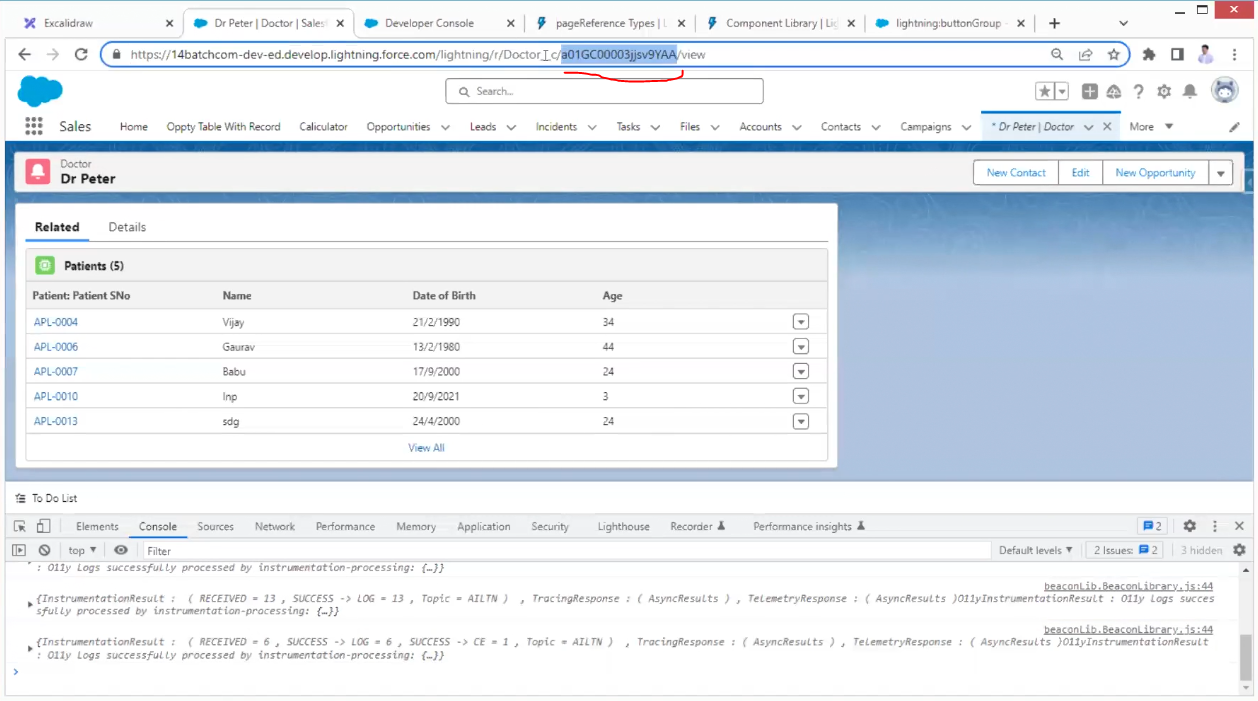 Excalidraw
Dr Peter | Doctor | Sales
Developer Console
pageReference Types | L
Component Library | Lig
lightning:buttonGroup
https://14batchcom-dev-ed.develop.lightning.force.com/lightning/r/Doctor__c/a01GC00003jjsv9YAA/view
Search...
Sales
Home
Oppty Table With Record
Calculator
Opportunities
Leads
Incidents
Tasks
Files
Accounts
Contacts
Campaigns
* Dr Peter | Doctor
More
Doctor
Dr Peter
New Contact
Edit
New Opportunity
Related
Details
Patients (5)
Patient: Patient SNo Name Date of Birth Age
APL-0004 Vijay 21/2/1990 34
APL-0006 Gaurav 13/2/1980 44
APL-0007 Babu 17/9/2000 24
APL-0010 Inp 20/9/2021 3
APL-0013 sdg 24/4/2000 24
View All
To Do List
Elements Console Sources Network Performance Memory Application Security Lighthouse Recorder Performance insights 2
top Filter Default levels 2 Issues: 2 3 hidden
: O11y Logs successfully processed by instrumentation-processing: {…}}
beaconLib.BeaconLibrary.js:44
{InstrumentationResult : ( RECEIVED = 13 , SUCCESS -> LOG = 13 , Topic = AILTN ) , TracingResponse : ( AsyncResults ) , TeLemetryResponse : ( AsyncResults )O11yInstrumentationResult : O11y Logs succes
sfully processed by instrumentation-processing: {…}}
beaconLib.BeaconLibrary.js:44
{InstrumentationResult : ( RECEIVED = 6 , SUCCESS -> LOG = 6 , SUCCESS -> CE = 1 , Topic = AILTN ) , TracingResponse : ( AsyncResults ) , TeLemetryResponse : ( AsyncResults )O11yInstrumentationResult
: O11y Logs successfully processed by instrumentation-processing: {…}}